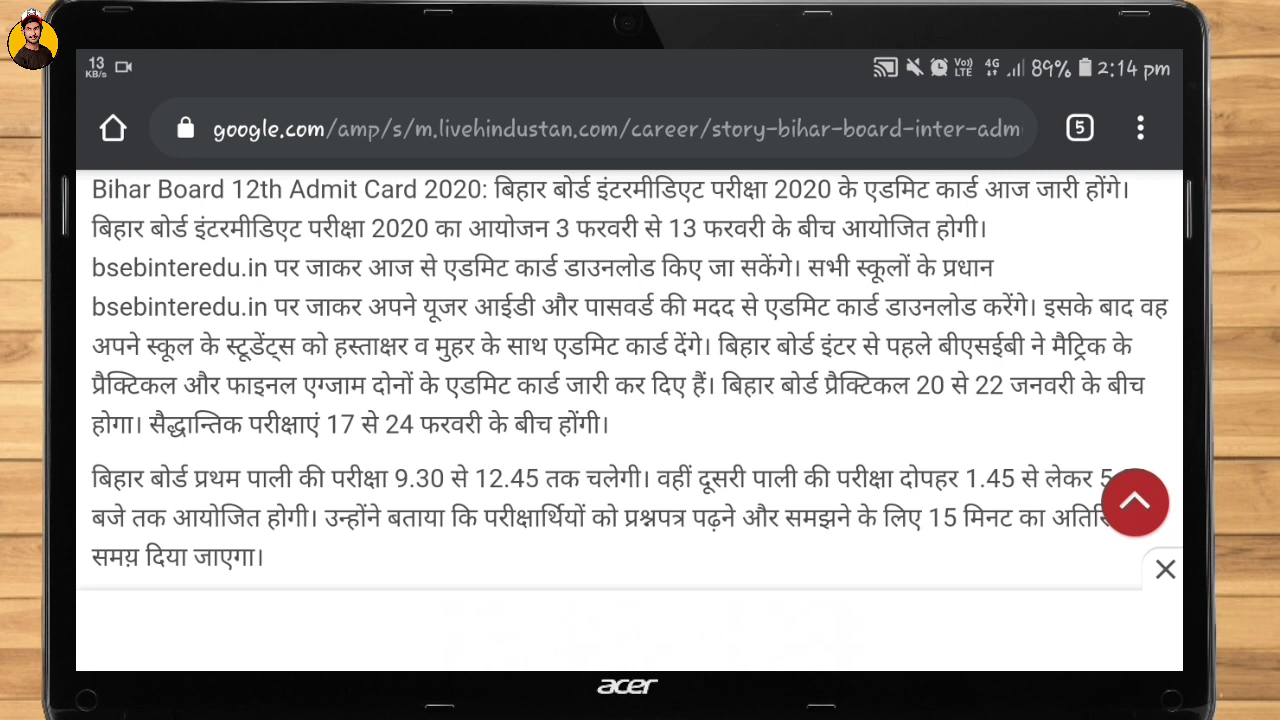 13
KB/s
Vo))
LTE
4G
89%
2:14 pm
google.com/amp/s/m.livehindustan.com/career/story-bihar-board-inter-adm
5
Bihar Board 12th Admit Card 2020: बिहार बोर्ड इंटरमीडिएट परीक्षा 2020 के एडमिट कार्ड आज जारी होंगे।
बिहार बोर्ड इंटरमीडिएट परीक्षा 2020 का आयोजन 3 फरवरी से 13 फरवरी के बीच आयोजित होगी।
bsebinteredu.in पर जाकर आज से एडमिट कार्ड डाउनलोड किए जा सकेंगे। सभी स्कूलों के प्रधान
bsebinteredu.in पर जाकर अपने यूजर आईडी और पासवर्ड की मदद से एडमिट कार्ड डाउनलोड करेंगे। इसके बाद वह
अपने स्कूल के स्टूडेंट्स को हस्ताक्षर व मुहर के साथ एडमिट कार्ड देंगे। बिहार बोर्ड इंटर से पहले बीएसईबी ने मैट्रिक के
प्रैक्टिकल और फाइनल एग्जाम दोनों के एडमिट कार्ड जारी कर दिए हैं। बिहार बोर्ड प्रैक्टिकल 20 से 22 जनवरी के बीच
होगा। सैद्धान्तिक परीक्षाएं 17 से 24 फरवरी के बीच होंगी।
बिहार बोर्ड प्रथम पाली की परीक्षा 9.30 से 12.45 तक चलेगी। वहीं दूसरी पाली की परीक्षा दोपहर 1.45 से लेकर
बजे तक आयोजित होगी। उन्होंने बताया कि परीक्षार्थियों को प्रश्नपत्र पढ़ने और समझने के लिए 15 मिनट का
समय़ दिया जाएगा।
acer